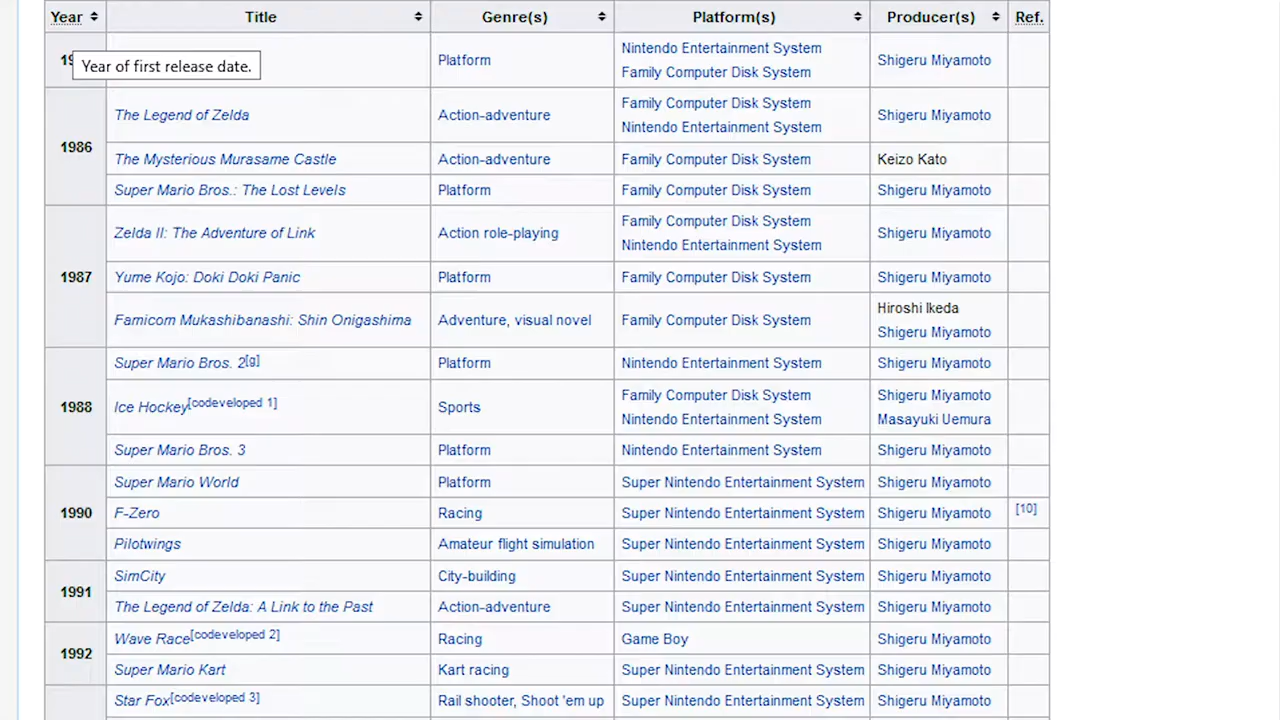 Year Title Genre(s) Platform(s) Producer(s) Ref.
Year of first release date.
Platform Nintendo Entertainment System Shigeru Miyamoto
Family Computer Disk System
1986
The Legend of Zelda Action-adventure Family Computer Disk System Shigeru Miyamoto
Nintendo Entertainment System
The Mysterious Murasame Castle Action-adventure Family Computer Disk System Keizo Kato
Super Mario Bros.: The Lost Levels Platform Family Computer Disk System Shigeru Miyamoto
1987
Zelda II: The Adventure of Link Action role-playing Family Computer Disk System Shigeru Miyamoto
Nintendo Entertainment System
Yume Kojo: Doki Doki Panic Platform Family Computer Disk System Shigeru Miyamoto
Famicom Mukashibanashi: Shin Onigashima Adventure, visual novel Family Computer Disk System Hiroshi Ikeda
Shigeru Miyamoto
1988
Super Mario Bros. 2[g] Platform Nintendo Entertainment System Shigeru Miyamoto
Ice Hockey[codeveloped 1] Sports Family Computer Disk System Shigeru Miyamoto
Nintendo Entertainment System Masayuki Uemura
Super Mario Bros. 3 Platform Nintendo Entertainment System Shigeru Miyamoto
1990
Super Mario World Platform Super Nintendo Entertainment System Shigeru Miyamoto
F-Zero Racing Super Nintendo Entertainment System Shigeru Miyamoto [10]
Pilotwings Amateur flight simulation Super Nintendo Entertainment System Shigeru Miyamoto
1991
SimCity City-building Super Nintendo Entertainment System Shigeru Miyamoto
The Legend of Zelda: A Link to the Past Action-adventure Super Nintendo Entertainment System Shigeru Miyamoto
1992
Wave Race[codeveloped 2] Racing Game Boy Shigeru Miyamoto
Super Mario Kart Kart racing Super Nintendo Entertainment System Shigeru Miyamoto
Star Fox[codeveloped 3] Rail shooter, Shoot 'em up Super Nintendo Entertainment System Shigeru Miyamoto